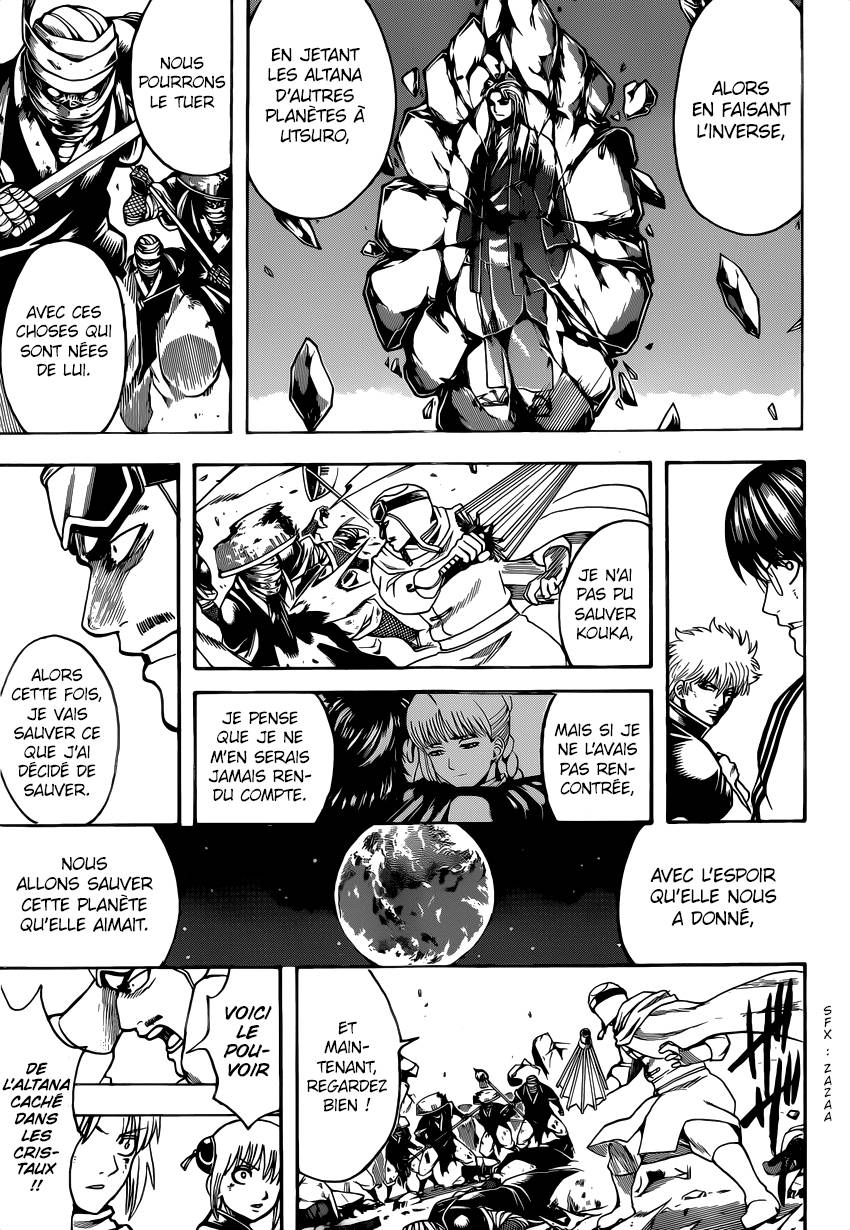 ALORS
EN FAISANT
L'INVERSE,
EN JETANT
LES ALTANA
D'AUTRES
PLANÈTES À
UTSURO,
NOUS
POURRONS
LE TUER
AVEC CES
CHOSES QUI
SONT NÉES
DE LUI.
JE N'AI
PAS PU
SAUVER
KOUKA,
MAIS SI JE
NE L'AVAIS
PAS REN-
CONTRÉE,
JE PENSE
QUE JE NE
M'EN SERAIS
JAMAIS REN-
DU COMPTE.
ALORS
CETTE FOIS,
JE VAIS
SAUVER CE
QUE J'AI
DÉCIDÉ DE
SAUVER.
AVEC L'ESPOIR
QU'ELLE NOUS
A DONNÉ,
NOUS
ALLONS SAUVER
CETTE PLANÈTE
QU'ELLE AIMAIT.
SFX : ZAZAA
ET
MAIN-
TENANT,
REGARDEZ
BIEN !
VOICI
LE POU-
VOIR
DE
L'ALTANA
CACHÉ
DANS
LES
CRIS-
TAUX
!!